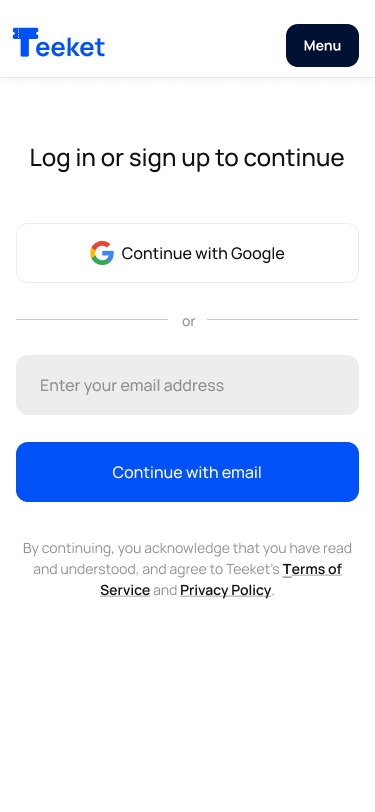 Teeket
Menu
Log in or sign up to continue
Continue with Google
or
Enter your email address
Continue with email
By continuing, you acknowledge that you have read
and understood, and agree to Teeket's Terms of
Service and Privacy Policy.